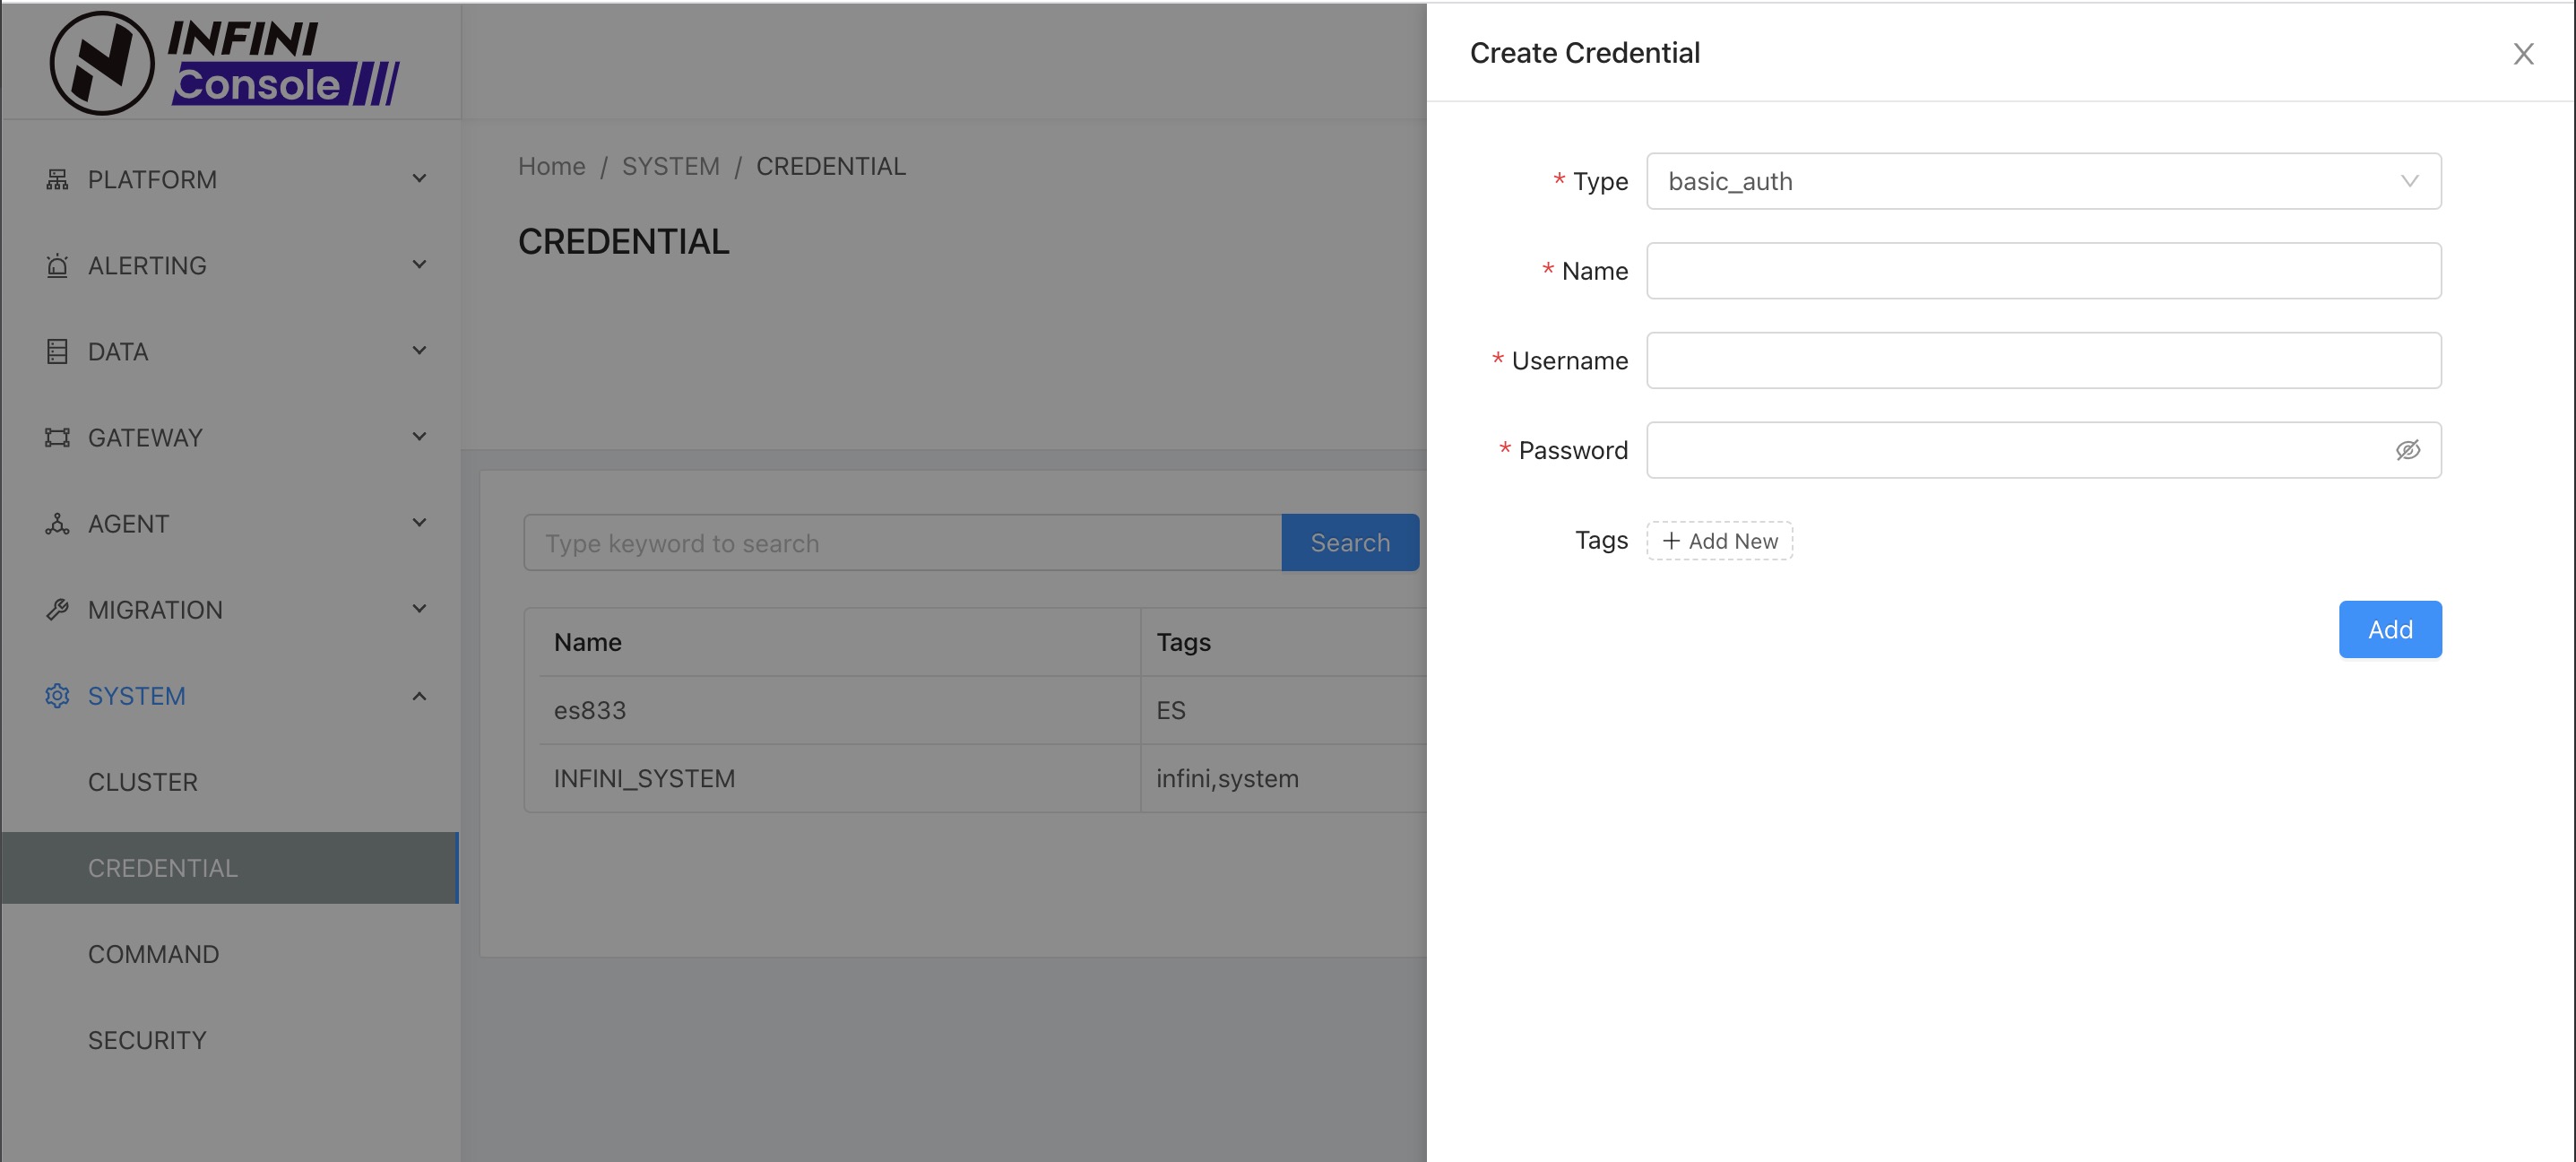 INFINI
Console
PLATFORM
ALERTING
DATA
GATEWAY
AGENT
MIGRATION
SYSTEM
CLUSTER
CREDENTIAL
COMMAND
SECURITY
Home / SYSTEM / CREDENTIAL
CREDENTIAL
Type keyword to search Search
Name Tags
es833 ES
INFINI_SYSTEM infini,system
Create Credential
* Type basic_auth
* Name
* Username
* Password
Tags + Add New
Add